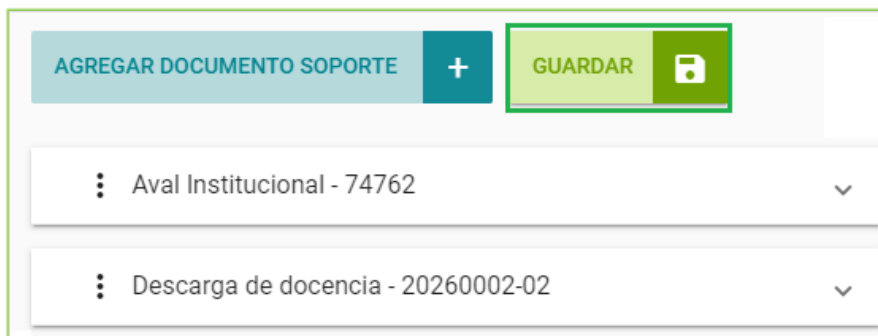 AGREGAR DOCUMENTO SOPORTE + GUARDAR
Aval Institucional - 74762
Descarga de docencia - 20260002-02